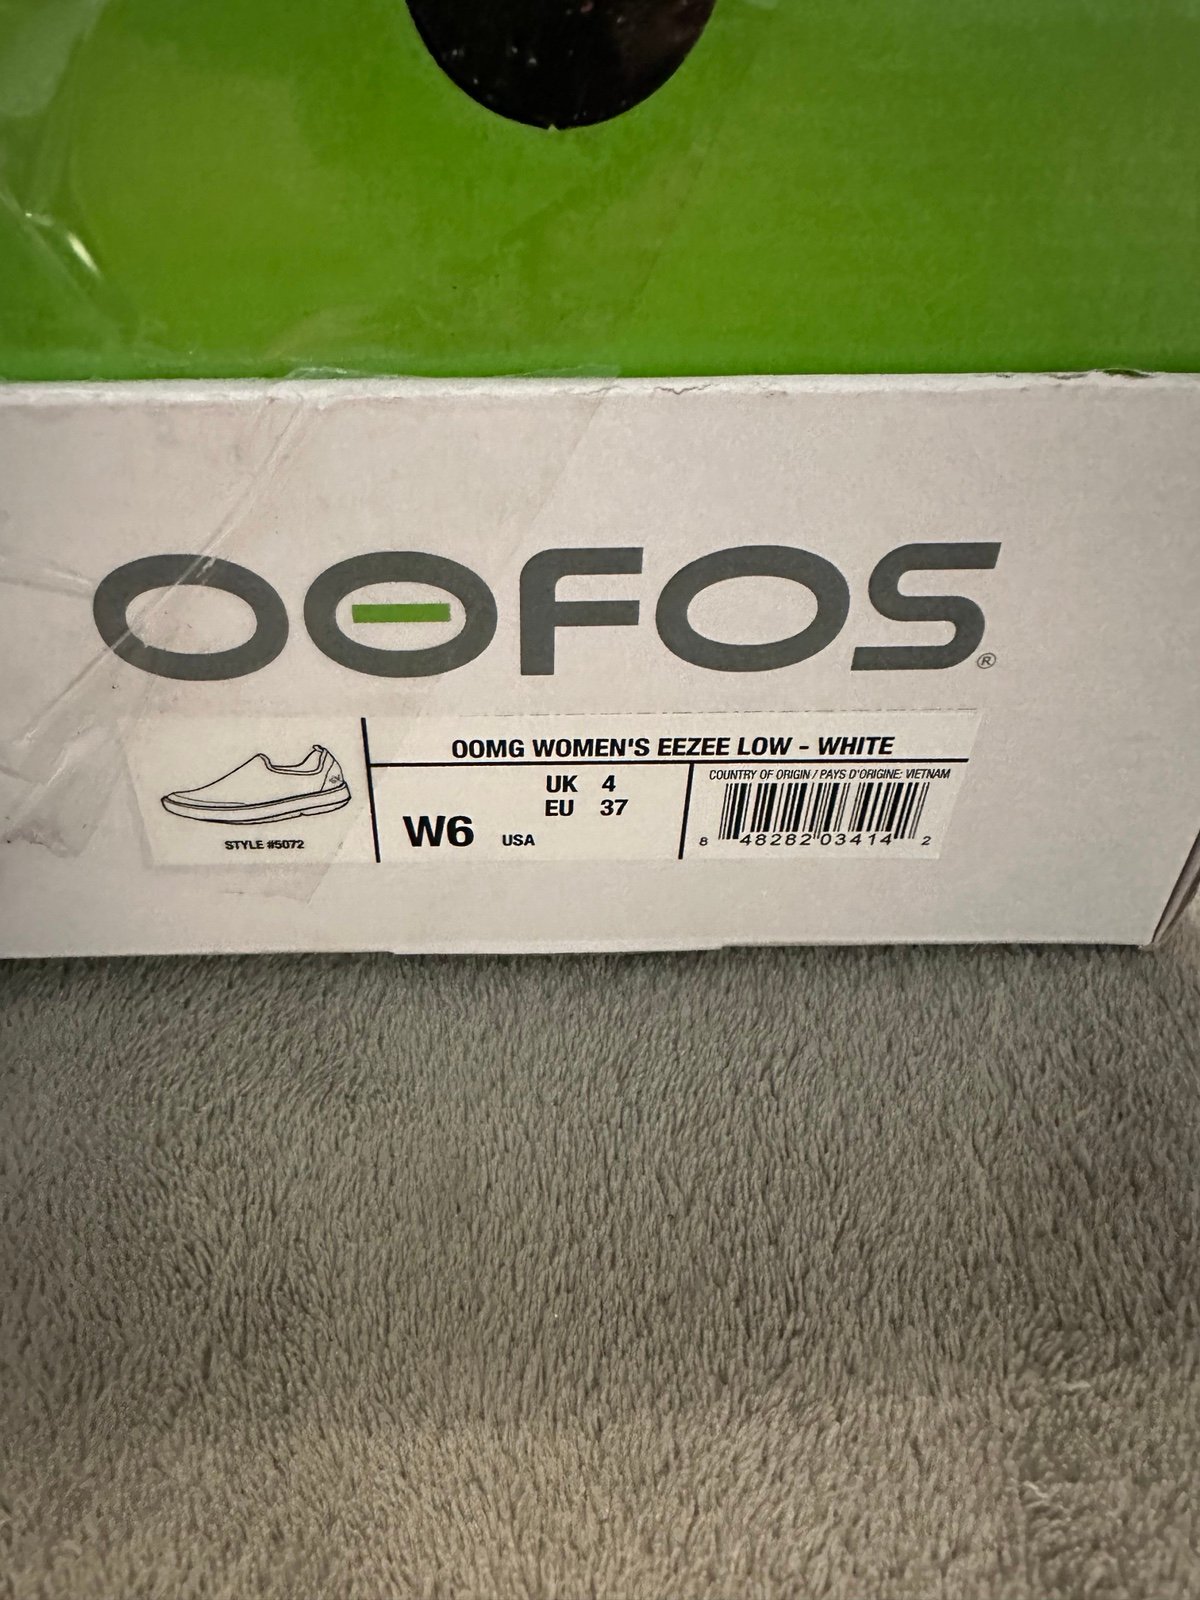 OOFOS®
OOMG WOMEN'S EEZEE LOW - WHITE
STYLE #5072
W6 USA
UK 4
EU 37
COUNTRY OF ORIGIN / PAYS D'ORIGINE: VIETNAM
8 48282 03414 2